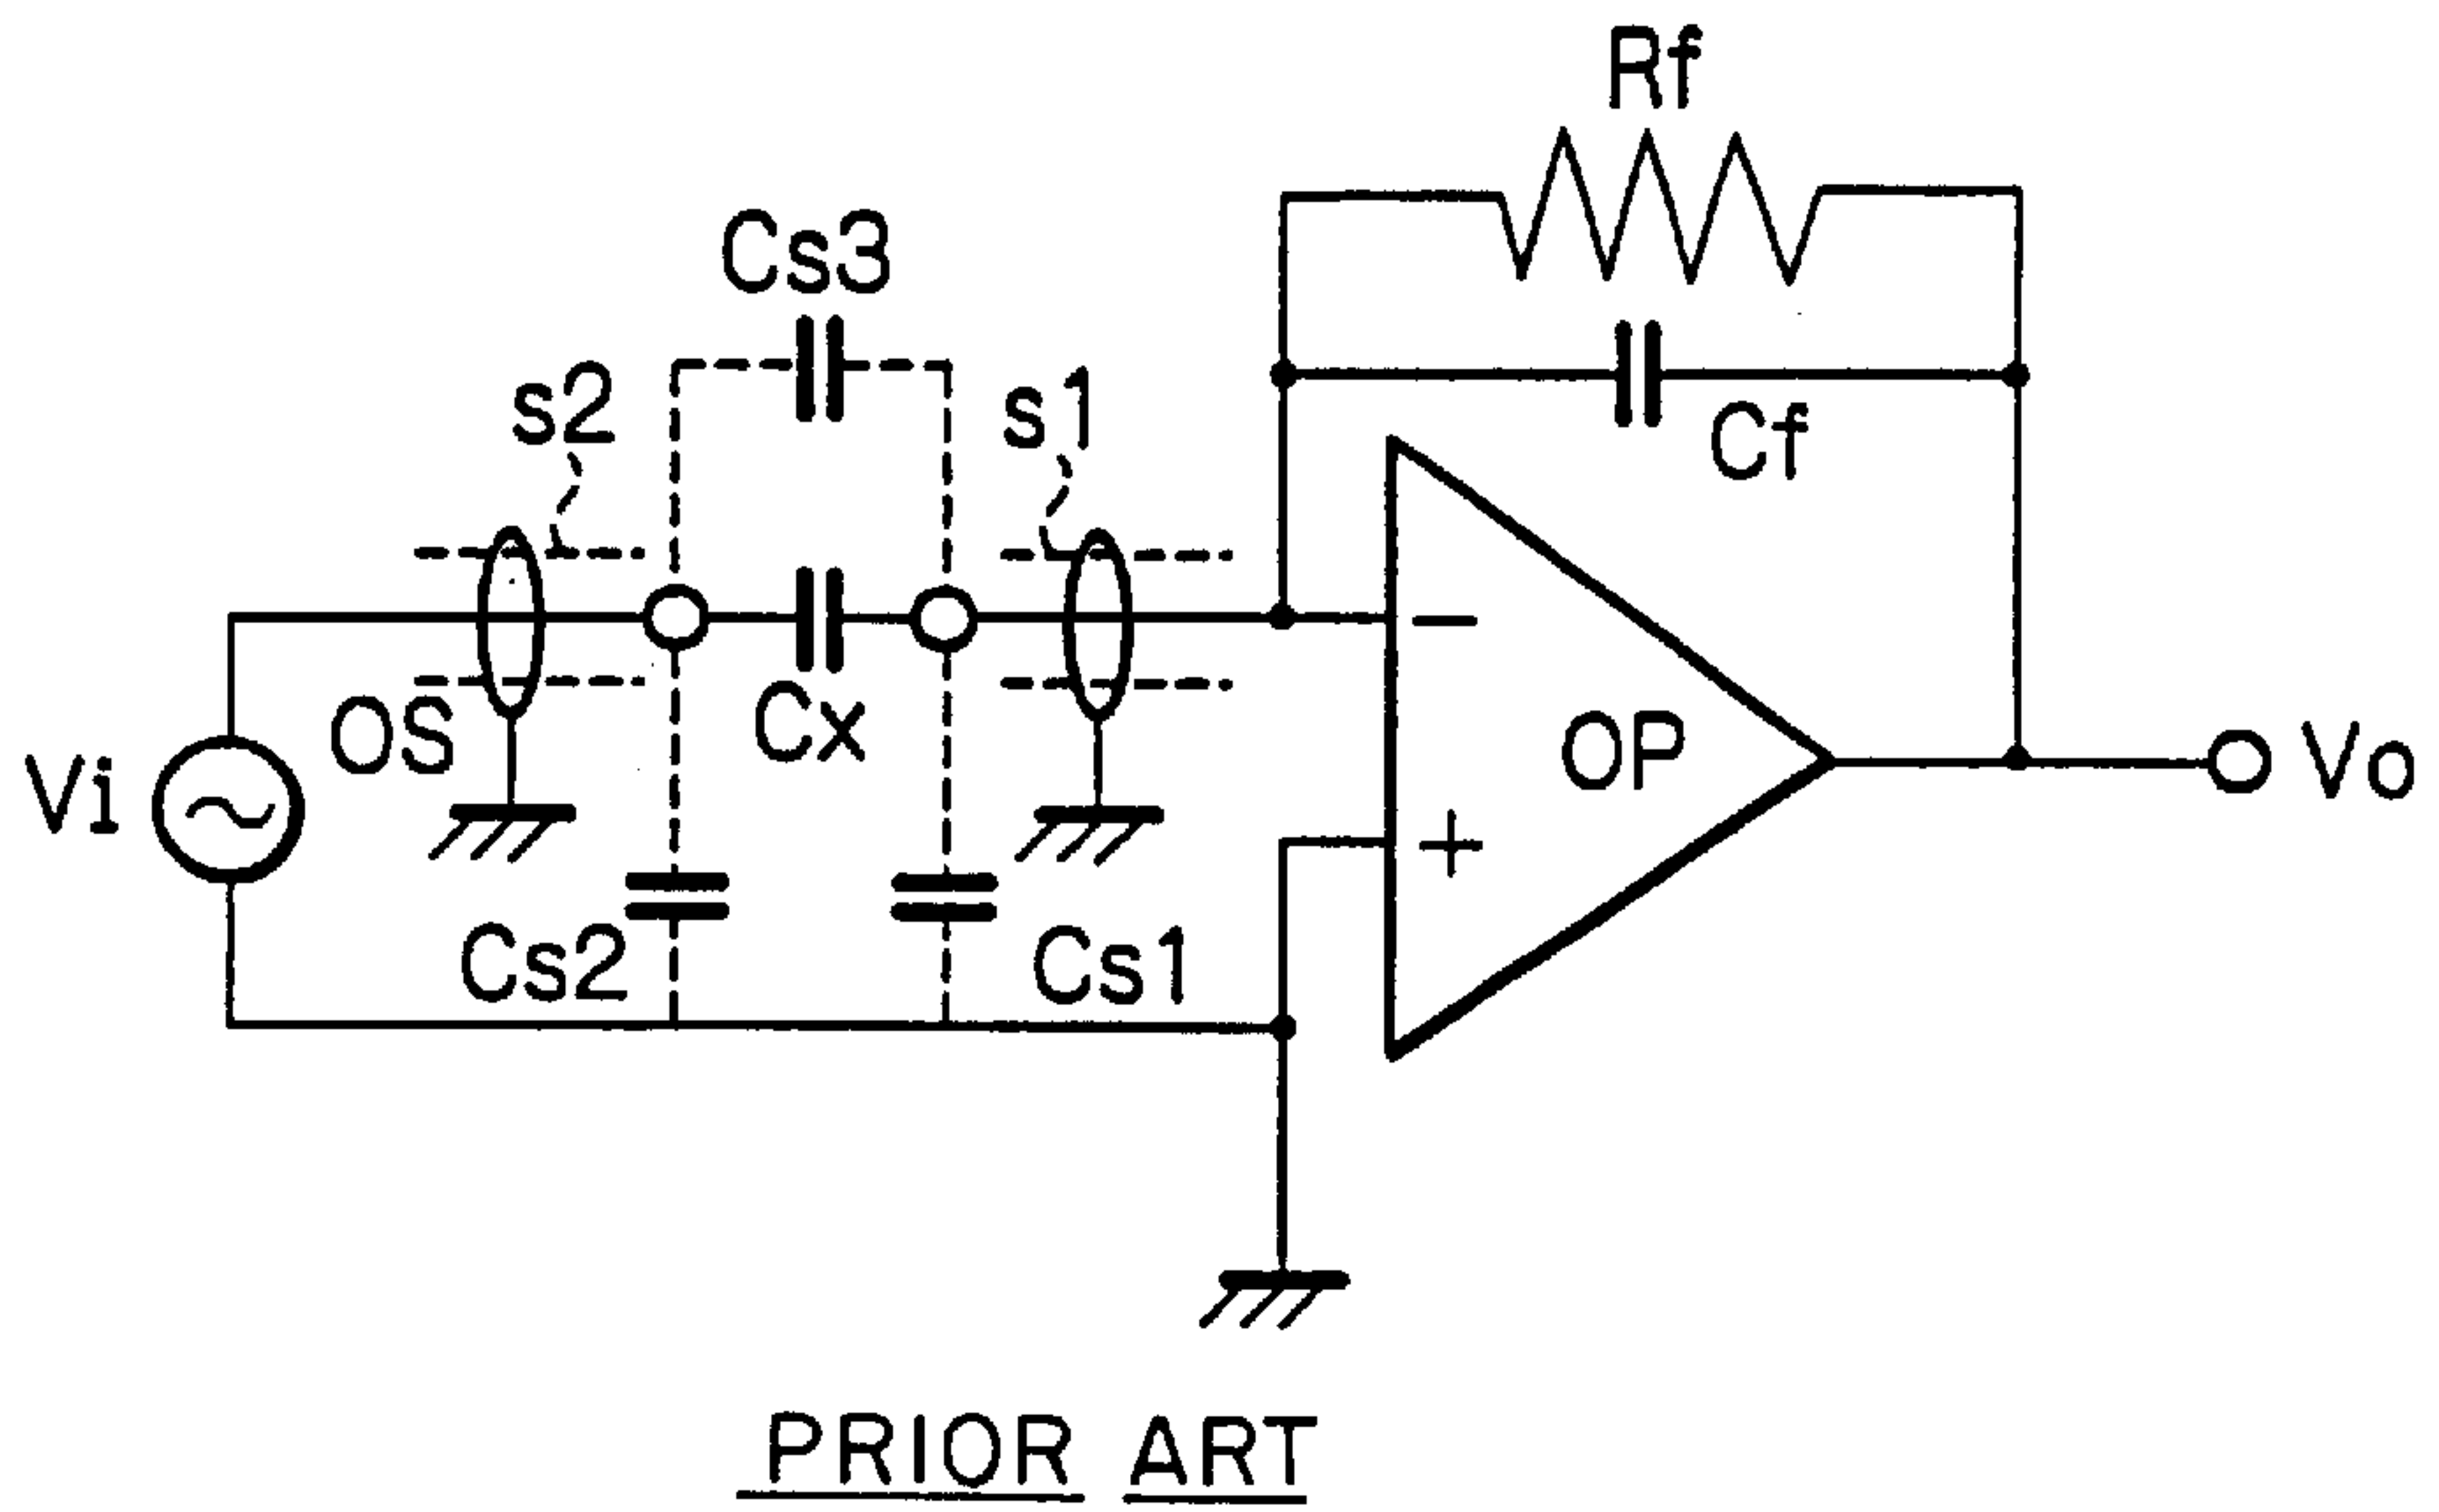 Rf
Cs3
s2
s1
Cf
OS
Cx
Vi
OP
Vo
−
+
Cs2
Cs1
PRIOR ART